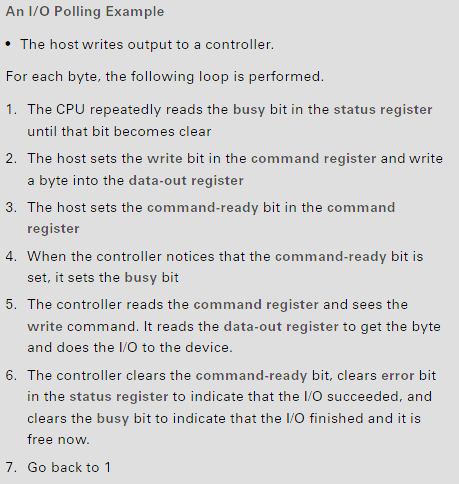 An I/O Polling Example
• The host writes output to a controller.
For each byte, the following loop is performed.
1. The CPU repeatedly reads the busy bit in the status register
until that bit becomes clear
2. The host sets the write bit in the command register and write
a byte into the data-out register
3. The host sets the command-ready bit in the command
register
4. When the controller notices that the command-ready bit is
set, it sets the busy bit
5. The controller reads the command register and sees the
write command. It reads the data-out register to get the byte
and does the I/O to the device.
6. The controller clears the command-ready bit, clears error bit
in the status register to indicate that the I/O succeeded, and
clears the busy bit to indicate that the I/O finished and it is
free now.
7. Go back to 1